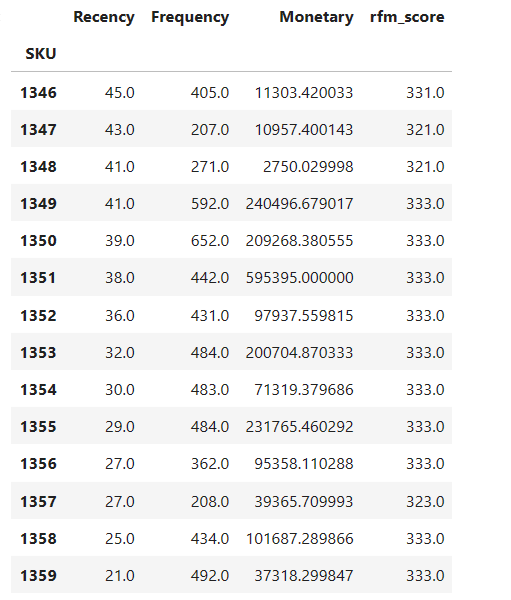 Recency Frequency Monetary rfm_score
SKU
1346 45.0 405.0 11303.420033 331.0
1347 43.0 207.0 10957.400143 321.0
1348 41.0 271.0 2750.029998 321.0
1349 41.0 592.0 240496.679017 333.0
1350 39.0 652.0 209268.380555 333.0
1351 38.0 442.0 595395.000000 333.0
1352 36.0 431.0 97937.559815 333.0
1353 32.0 484.0 200704.870333 333.0
1354 30.0 483.0 71319.379686 333.0
1355 29.0 484.0 231765.460292 333.0
1356 27.0 362.0 95358.110288 333.0
1357 27.0 208.0 39365.709993 323.0
1358 25.0 434.0 101687.289866 333.0
1359 21.0 492.0 37318.299847 333.0